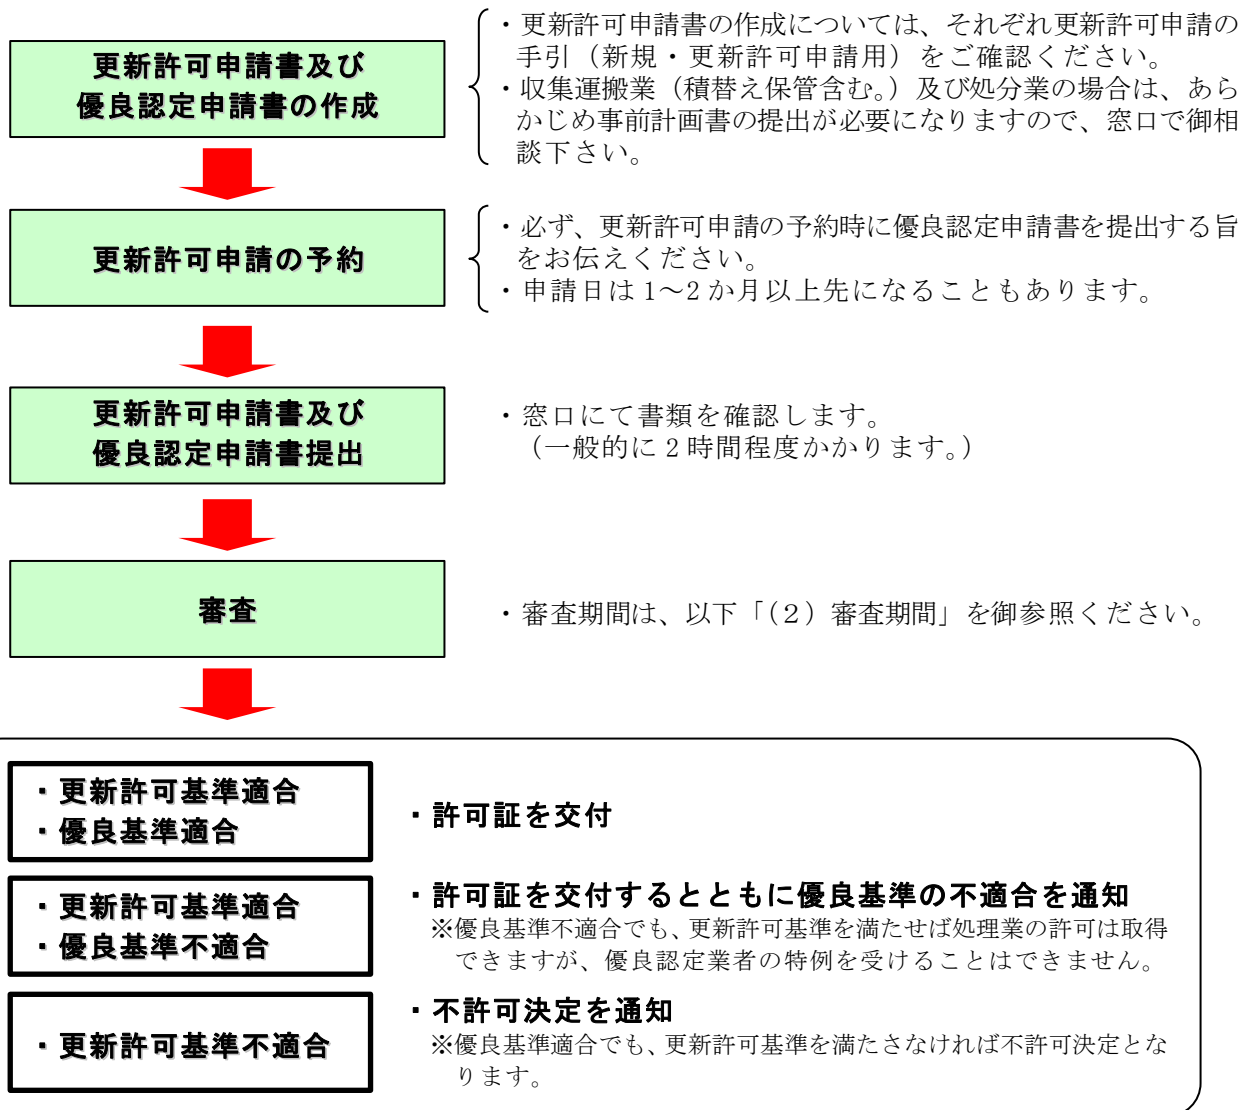 更新許可申請書及び
優良認定申請書の作成
・更新許可申請書の作成については、それぞれ更新許可申請の
手引（新規・更新許可申請用）をご確認ください。
・収集運搬業（積替え保管含む。）及び処分業の場合は、あら
かじめ事前計画書の提出が必要になりますので、窓口で御相
談下さい。
更新許可申請の予約
・必ず、更新許可申請の予約時に優良認定申請書を提出する旨
をお伝えください。
・申請日は1～2か月以上先になることもあります。
更新許可申請書及び
優良認定申請書提出
・窓口にて書類を確認します。
（一般的に2時間程度かかります。）
審査
・審査期間は、以下「（2）審査期間」を御参照ください。
・更新許可基準適合
・優良基準適合
・許可証を交付
・更新許可基準適合
・優良基準不適合
・許可証を交付するとともに優良基準の不適合を通知
※優良基準不適合でも、更新許可基準を満たせば処理業の許可は取得
できますが、優良認定業者の特例を受けることはできません。
・更新許可基準不適合
・不許可決定を通知
※優良基準適合でも、更新許可基準を満たさなければ不許可決定とな
ります。